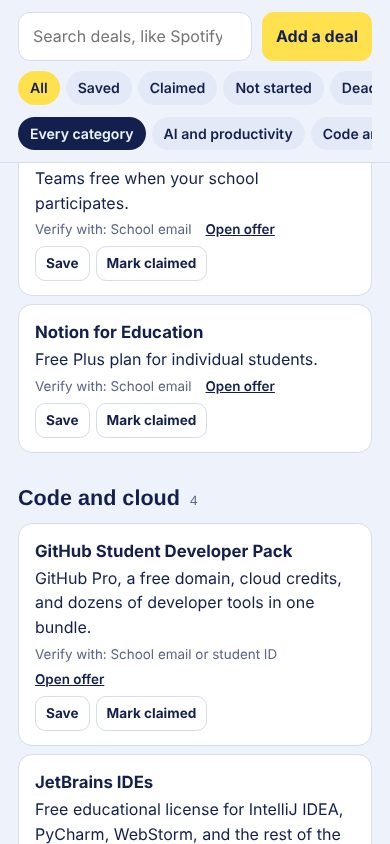 Search deals, like Spotify
Add a deal
All
Saved
Claimed
Not started
Dead
Every category
AI and productivity
Code an
Teams free when your school
participates.
Verify with: School email
Open offer
Save
Mark claimed
Notion for Education
Free Plus plan for individual students.
Verify with: School email
Open offer
Save
Mark claimed
Code and cloud 4
GitHub Student Developer Pack
GitHub Pro, a free domain, cloud credits,
and dozens of developer tools in one
bundle.
Verify with: School email or student ID
Open offer
Save
Mark claimed
JetBrains IDEs
Free educational license for IntelliJ IDEA,
PyCharm, WebStorm, and the rest of the